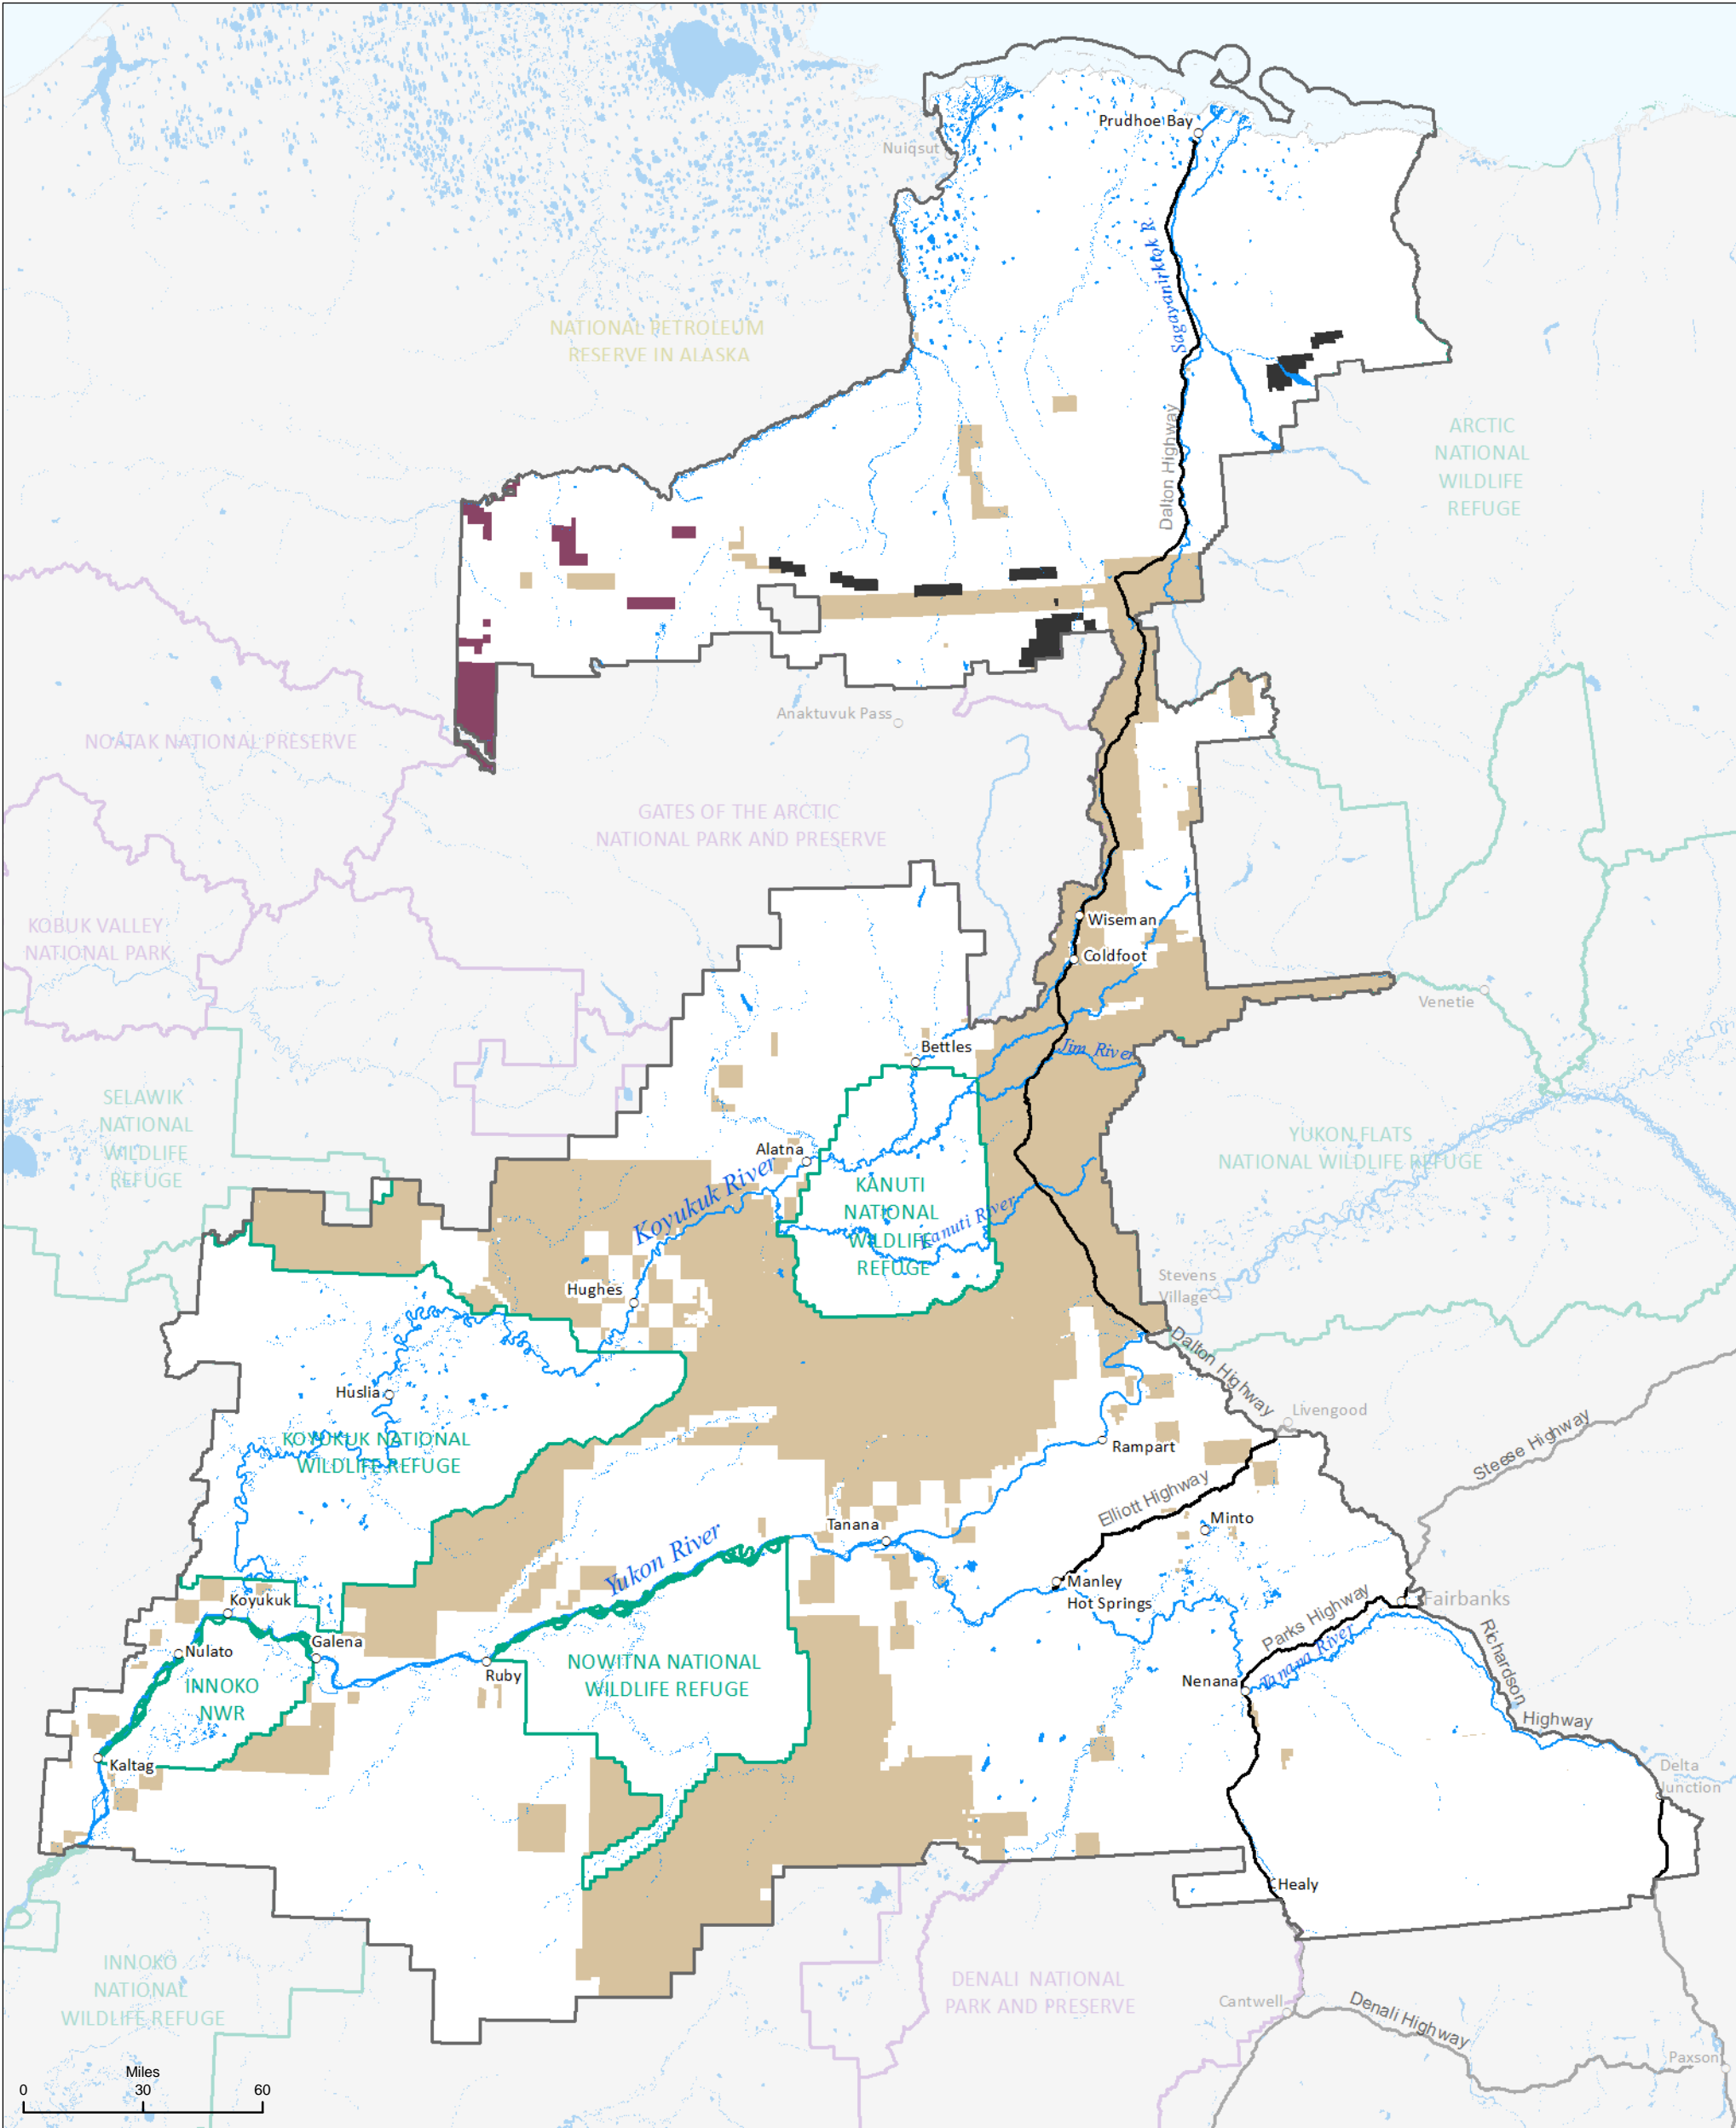 Prudhoe Bay
Nuiqsut
Sagavanirktok R.
NATIONAL PETROLEUM
RESERVE IN ALASKA
Dalton Highway
ARCTIC
NATIONAL
WILDLIFE
REFUGE
Anaktuvuk Pass
NOATAK NATIONAL PRESERVE
GATES OF THE ARCTIC
NATIONAL PARK AND PRESERVE
KOBUK VALLEY
NATIONAL PARK
Wiseman
Coldfoot
Venetie
Bettles
Jim River
SELAWIK
NATIONAL
WILDLIFE
REFUGE
YUKON FLATS
NATIONAL WILDLIFE REFUGE
Alatna
Koyukuk River
KANUTI
NATIONAL
WILDLIFE
REFUGE
Kanuti River
Stevens
Village
Hughes
Dalton Highway
Huslia
Livengood
KOYUKUK NATIONAL
WILDLIFE REFUGE
Rampart
Steese Highway
Elliott Highway
Minto
Tanana
Yukon River
Manley
Hot Springs
Fairbanks
Koyukuk
Parks Highway
Galena
Nulato
Ruby
Tanana River
Richardson
Highway
INNOKO
NWR
NOWITNA NATIONAL
WILDLIFE REFUGE
Nenana
Kaltag
Delta
Junction
Healy
INNOKO
NATIONAL
WILDLIFE REFUGE
DENALI NATIONAL
PARK AND PRESERVE
Cantwell
Denali Highway
Paxson
Miles
0 30 60